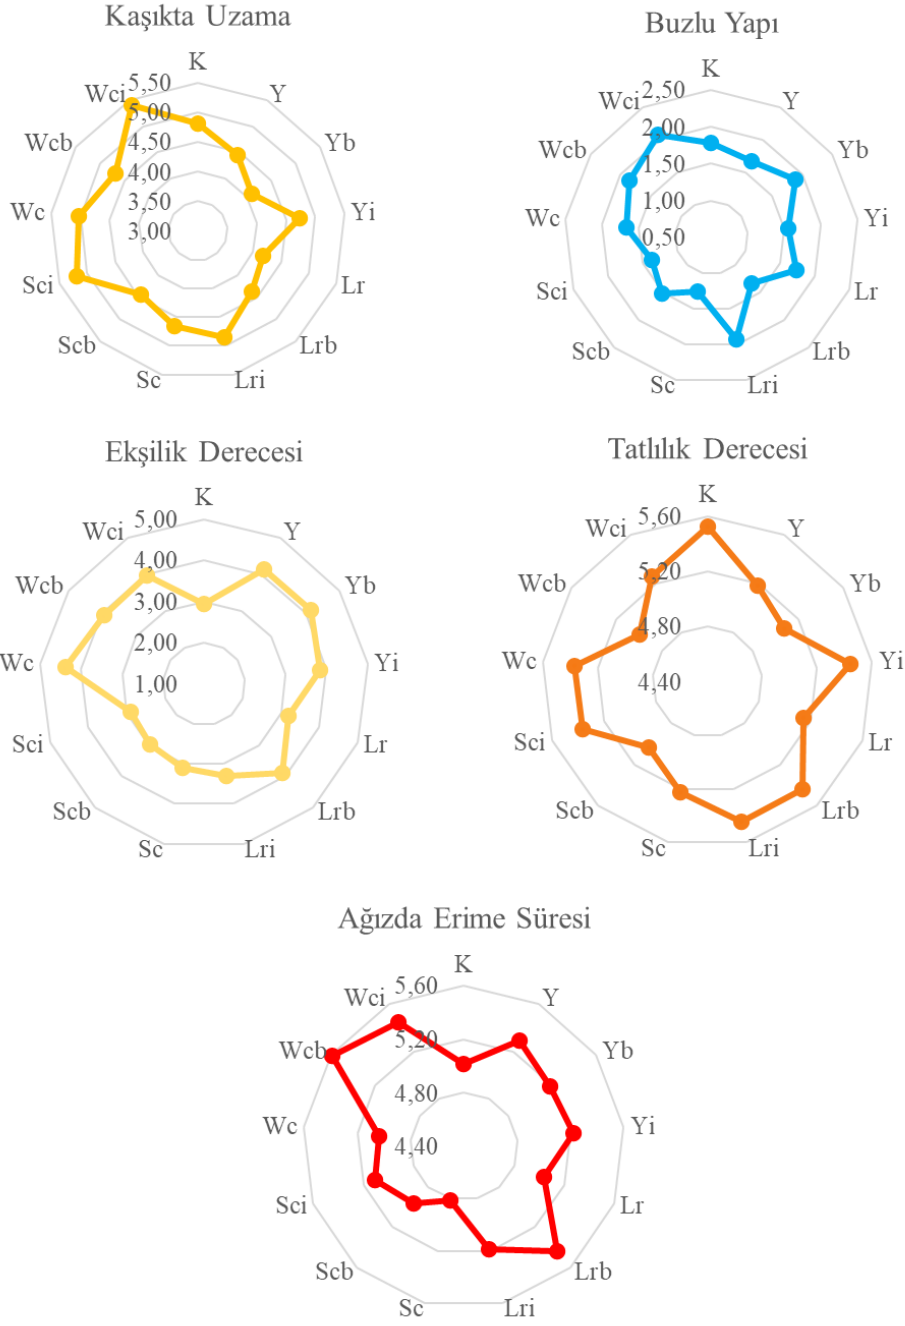 Kaşıkta Uzama
K
Y
Yb
Yi
Lr
Lrb
Lri
Sc
Scb
Sci
Wc
Wcb
Wci
5,50
5,00
4,50
4,00
3,50
3,00
Buzlu Yapı
K
Y
Yb
Yi
Lr
Lrb
Lri
Sc
Scb
Sci
Wc
Wcb
Wci
2,50
2,00
1,50
1,00
0,50
Ekşilik Derecesi
K
Y
Yb
Yi
Lr
Lrb
Lri
Sc
Scb
Sci
Wc
Wcb
Wci
5,00
4,00
3,00
2,00
1,00
Tatlılık Derecesi
K
Y
Yb
Yi
Lr
Lrb
Lri
Sc
Scb
Sci
Wc
Wcb
Wci
5,60
5,20
4,80
4,40
Ağızda Erime Süresi
K
Y
Yb
Yi
Lr
Lrb
Lri
Sc
Scb
Sci
Wc
Wcb
Wci
5,60
5,20
4,80
4,40